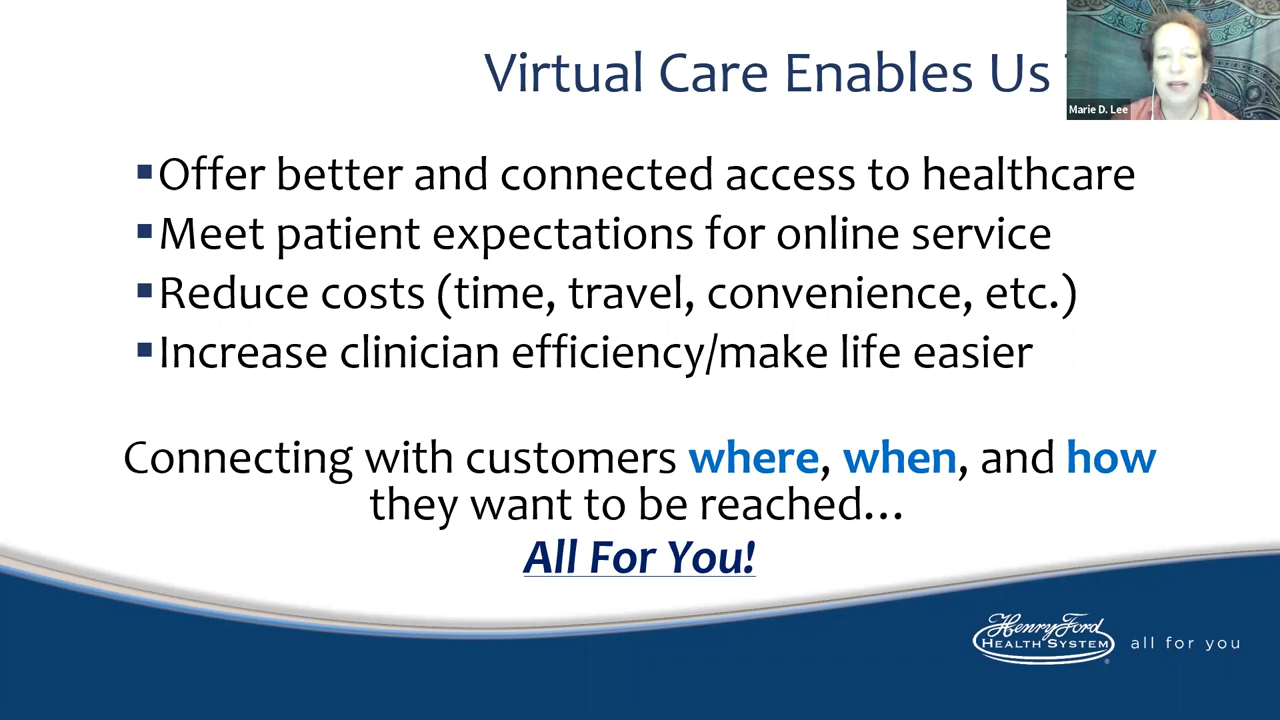 Virtual Care Enables Us
Marie D. Lee
▪Offer better and connected access to healthcare
▪Meet patient expectations for online service
▪Reduce costs (time, travel, convenience, etc.)
▪Increase clinician efficiency/make life easier
Connecting with customers where, when, and how
they want to be reached…
All For You!
Henry Ford
HEALTH SYSTEM
all for you